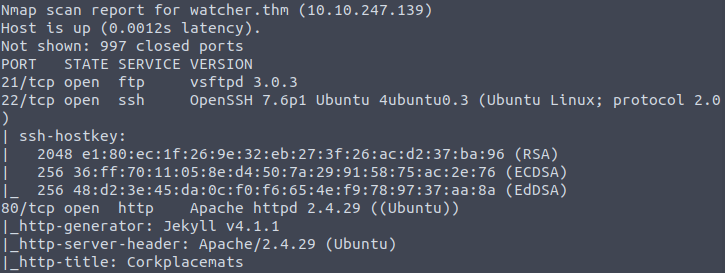 Nmap scan report for watcher.thm (10.10.247.139)
Host is up (0.0012s latency).
Not shown: 997 closed ports
PORT   STATE SERVICE VERSION
21/tcp open  ftp     vsftpd 3.0.3
22/tcp open  ssh     OpenSSH 7.6p1 Ubuntu 4ubuntu0.3 (Ubuntu Linux; protocol 2.0
)
| ssh-hostkey:
|   2048 e1:80:ec:1f:26:9e:32:eb:27:3f:26:ac:d2:37:ba:96 (RSA)
|   256 36:ff:70:11:05:8e:d4:50:7a:29:91:58:75:ac:2e:76 (ECDSA)
|_  256 48:d2:3e:45:da:0c:f0:f6:65:4e:f9:78:97:37:aa:8a (EdDSA)
80/tcp open  http    Apache httpd 2.4.29 ((Ubuntu))
|_http-generator: Jekyll v4.1.1
|_http-server-header: Apache/2.4.29 (Ubuntu)
|_http-title: Corkplacemats